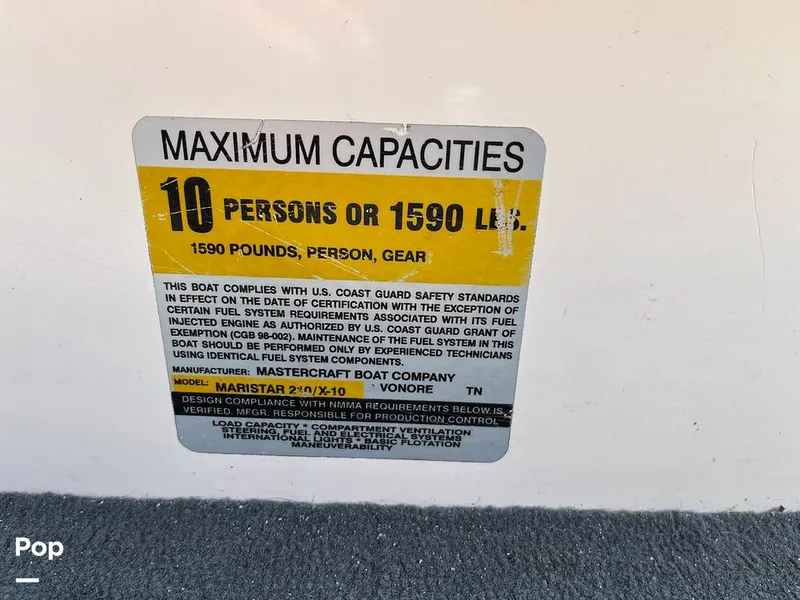 MAXIMUM CAPACITIES
10 PERSONS OR 1590 LBS.
1590 POUNDS, PERSON, GEAR
THIS BOAT COMPLIES WITH U.S. COAST GUARD SAFETY STANDARDS
IN EFFECT ON THE DATE OF CERTIFICATION WITH THE EXCEPTION OF
CERTAIN FUEL SYSTEM REQUIREMENTS ASSOCIATED WITH ITS FUEL
INJECTED ENGINE AS AUTHORIZED BY U.S. COAST GUARD GRANT OF
EXEMPTION (CGB 98-002). MAINTENANCE OF THE FUEL SYSTEM IN THIS
BOAT SHOULD BE PERFORMED ONLY BY EXPERIENCED TECHNICIANS
USING IDENTICAL FUEL SYSTEM COMPONENTS.
MANUFACTURER: MASTERCRAFT BOAT COMPANY
MODEL: MARISTAR 210/X-10 VONORE TN
DESIGN COMPLIANCE WITH NMMA REQUIREMENTS BELOW IS
VERIFIED. MFGR. RESPONSIBLE FOR PRODUCTION CONTROL
LOAD CAPACITY * COMPARTMENT VENTILATION
STEERING, FUEL AND ELECTRICAL SYSTEMS
INTERNATIONAL LIGHTS * BASIC FLOTATION
MANEUVERABILITY
Pop